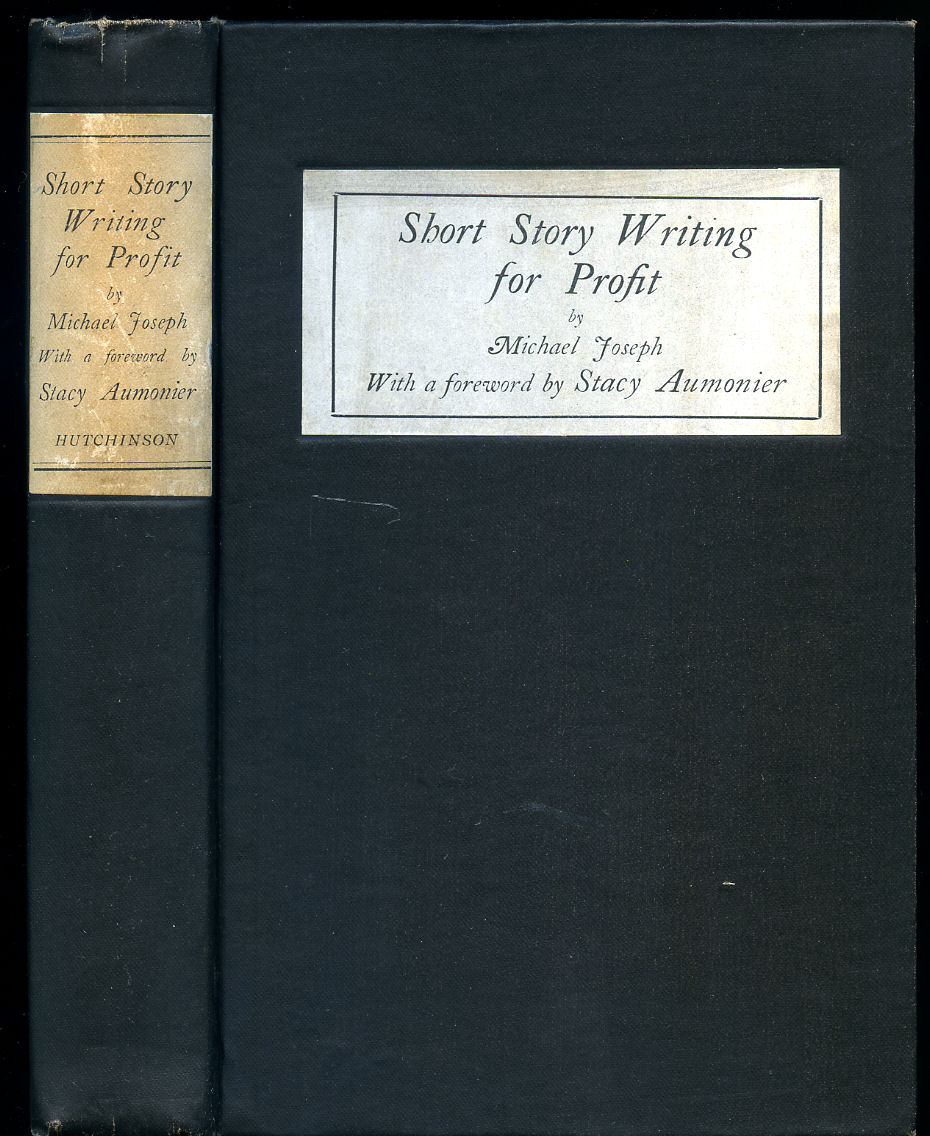 Short Story
Writing
for Profit
by
Michael Joseph
With a foreword by
Stacy Aumonier
HUTCHINSON
Short Story Writing
for Profit
by
Michael Joseph
With a foreword by Stacy Aumonier